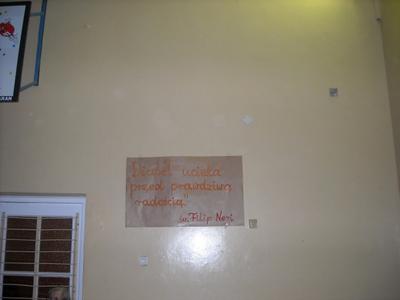 "Diabeł ucieka
przed prawdziwą
radością"
św. Filip Neri